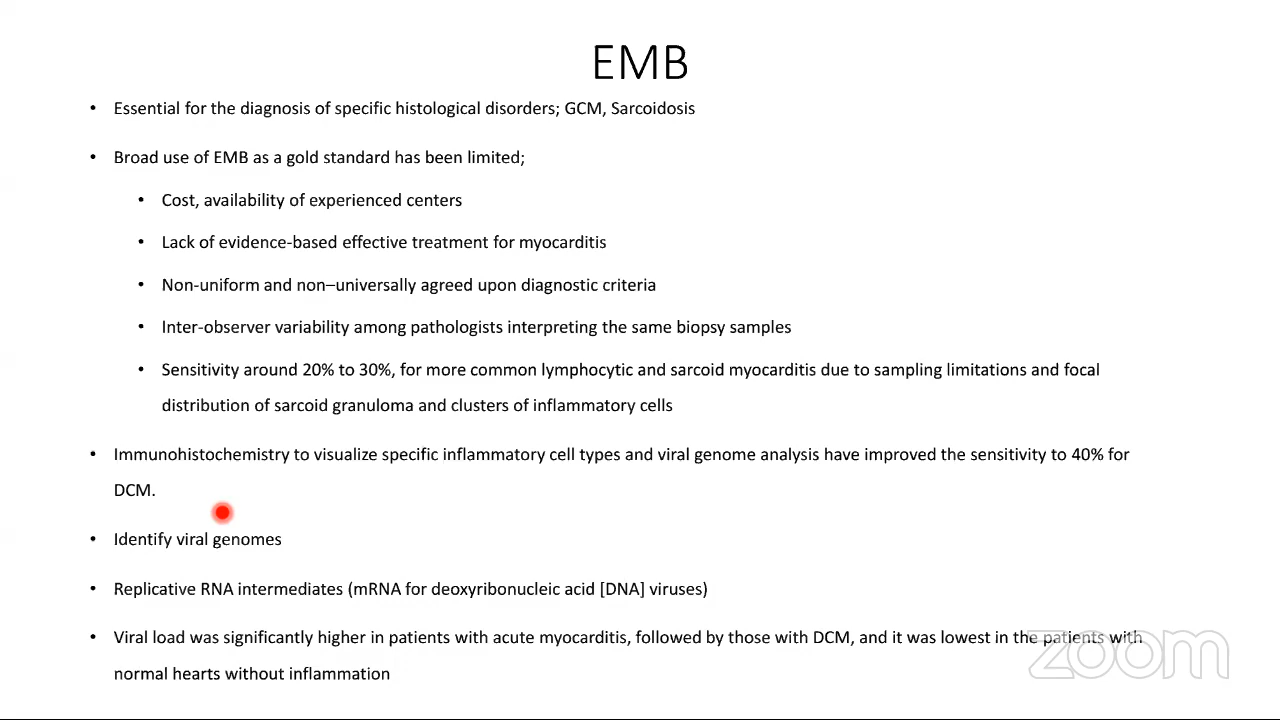 EMB
• Essential for the diagnosis of specific histological disorders; GCM, Sarcoidosis
• Broad use of EMB as a gold standard has been limited;
• Cost, availability of experienced centers
• Lack of evidence-based effective treatment for myocarditis
• Non-uniform and non–universally agreed upon diagnostic criteria
• Inter-observer variability among pathologists interpreting the same biopsy samples
• Sensitivity around 20% to 30%, for more common lymphocytic and sarcoid myocarditis due to sampling limitations and focal
distribution of sarcoid granuloma and clusters of inflammatory cells
• Immunohistochemistry to visualize specific inflammatory cell types and viral genome analysis have improved the sensitivity to 40% for
DCM.
• Identify viral genomes
• Replicative RNA intermediates (mRNA for deoxyribonucleic acid [DNA] viruses)
• Viral load was significantly higher in patients with acute myocarditis, followed by those with DCM, and it was lowest in the patients with
normal hearts without inflammation
zoom